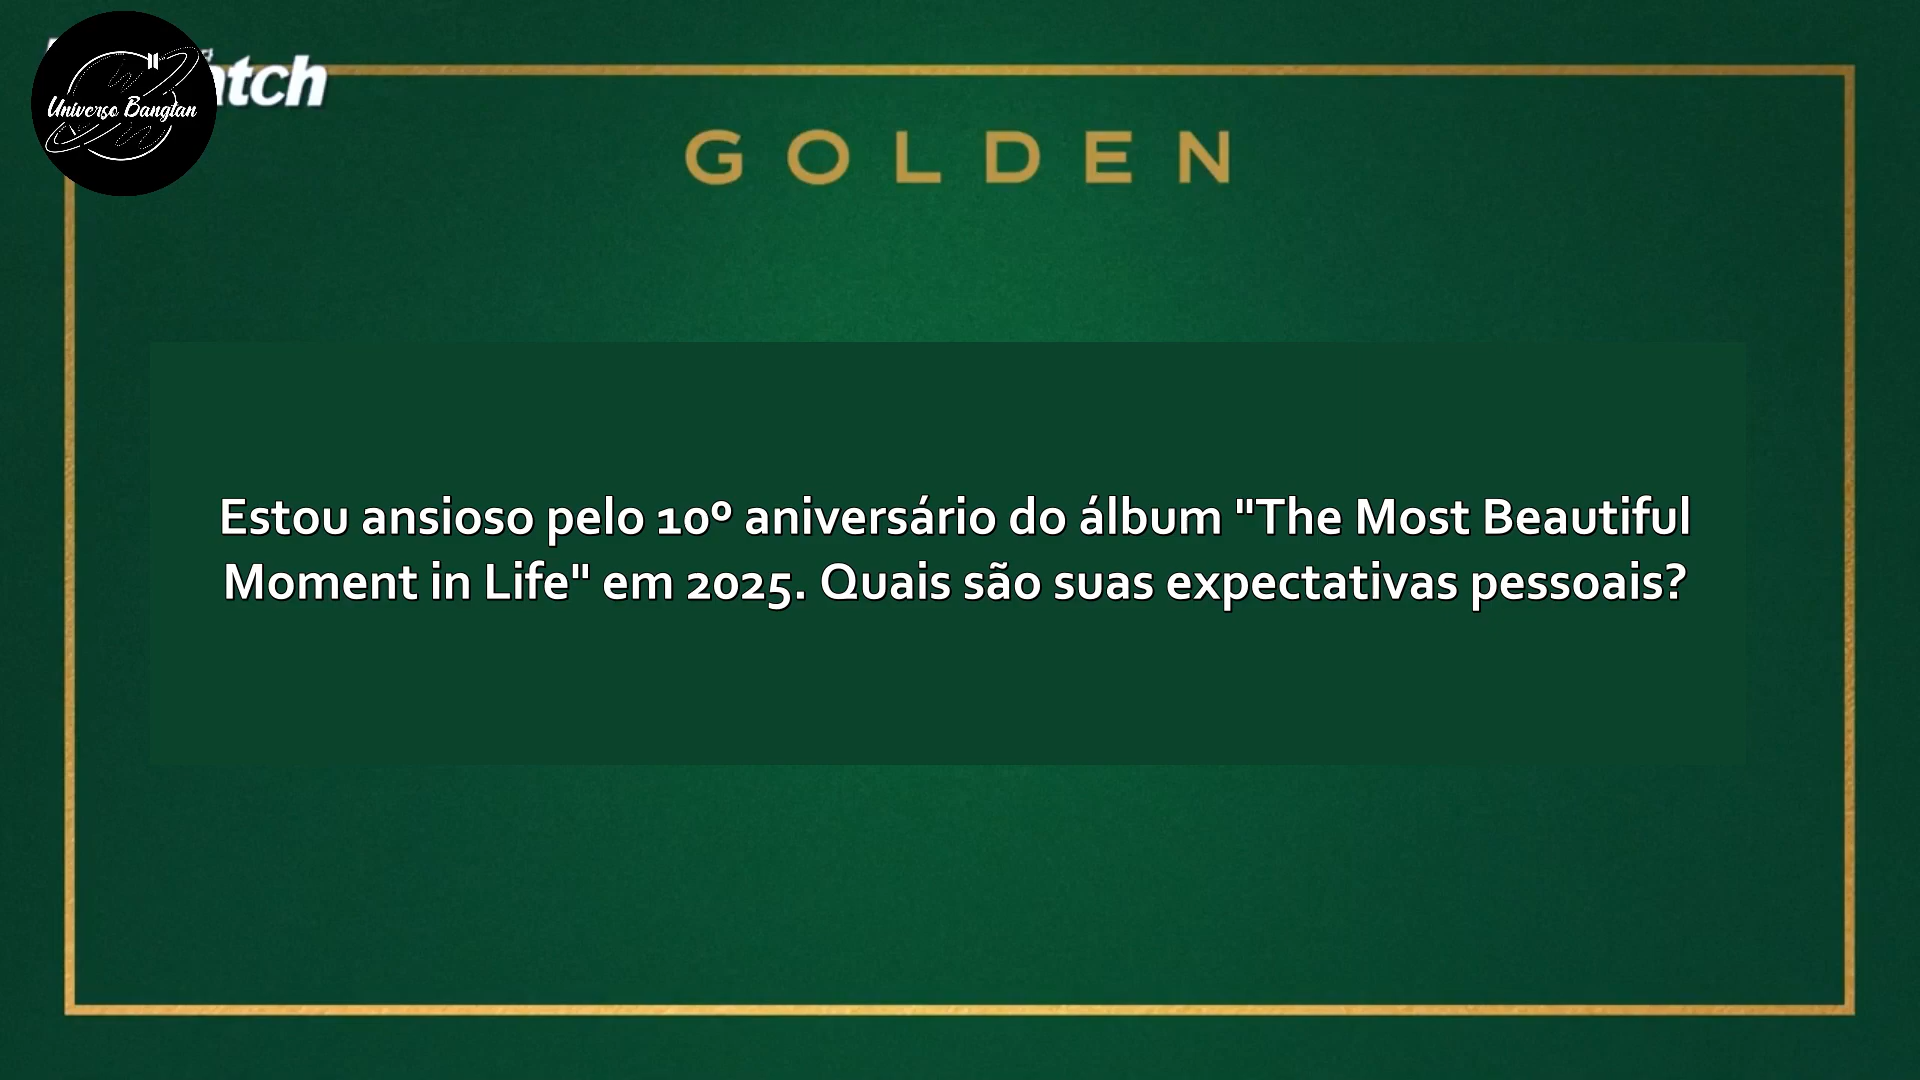 Universo Bangtan
GOLDEN
Estou ansioso pelo 10º aniversário do álbum "The Most Beautiful
Moment in Life" em 2025. Quais são suas expectativas pessoais?